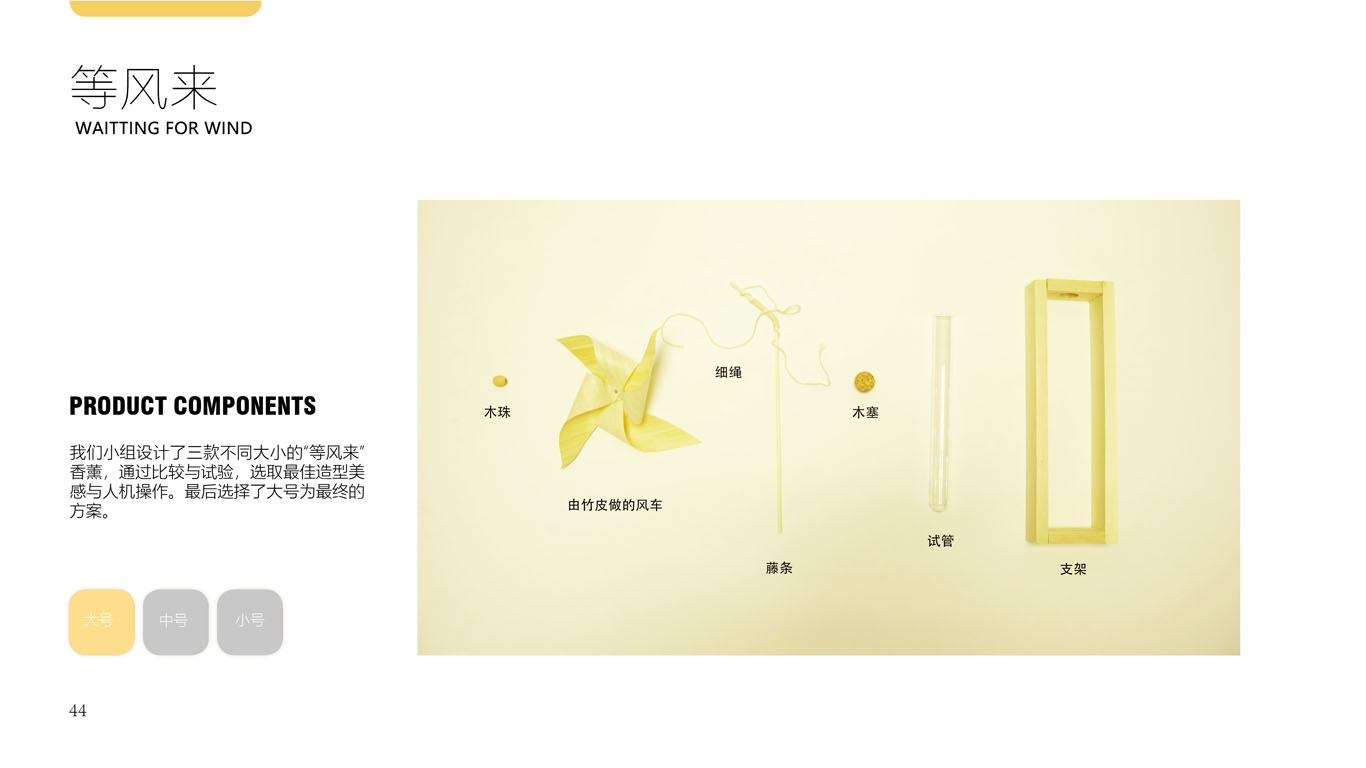 等风来
WAITTING FOR WIND
PRODUCT COMPONENTS
我们小组设计了三款不同大小的“等风来”
香薰，通过比较与试验，选取最佳造型美
感与人机操作。最后选择了大号为最终的
方案。
大号
中号
小号
木珠
由竹皮做的风车
细绳
藤条
木塞
试管
支架
44